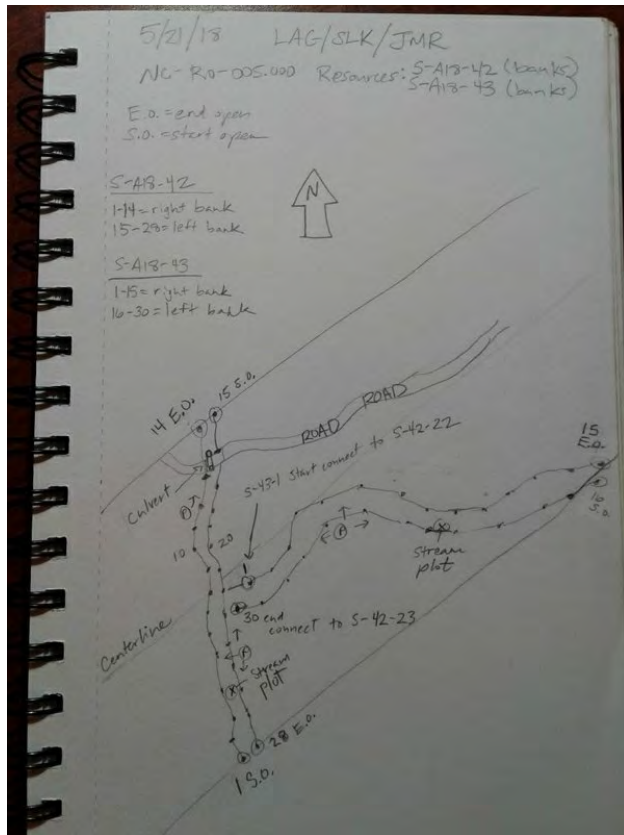 5/21/18 LAG/SLK/JMR
NC-RO-005.000 Resources: S-A18-42 (banks)
S-A18-43 (banks)
E.O. = end open
S.O. = start open
N
S-A18-42
1-14 = right bank
15-28 = left bank
S-A18-43
1-15 = right bank
16-30 = left bank
14 E.O.
15 S.O.
ROAD ROAD
Culvert
S-43-1 Start connect to S-42-22
15
E.O.
16
S.O.
10
20
1
Stream
plot
30 end
connect to S-42-23
Centerline
Stream
plot
28 E.O.
1 S.O.